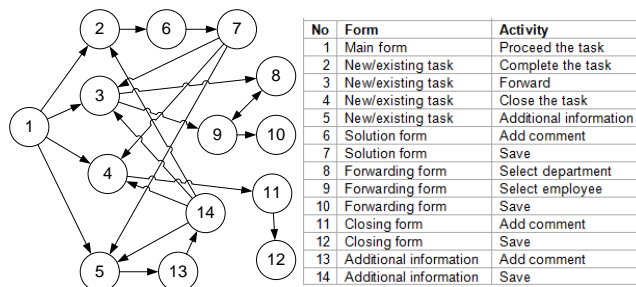 2
6
7
3
8
1
9
10
4
11
14
5
13
12
No Form Activity
1 Main form Proceed the task
2 New/existing task Complete the task
3 New/existing task Forward
4 New/existing task Close the task
5 New/existing task Additional information
6 Solution form Add comment
7 Solution form Save
8 Forwarding form Select department
9 Forwarding form Select employee
10 Forwarding form Save
11 Closing form Add comment
12 Closing form Save
13 Additional information Add comment
14 Additional information Save